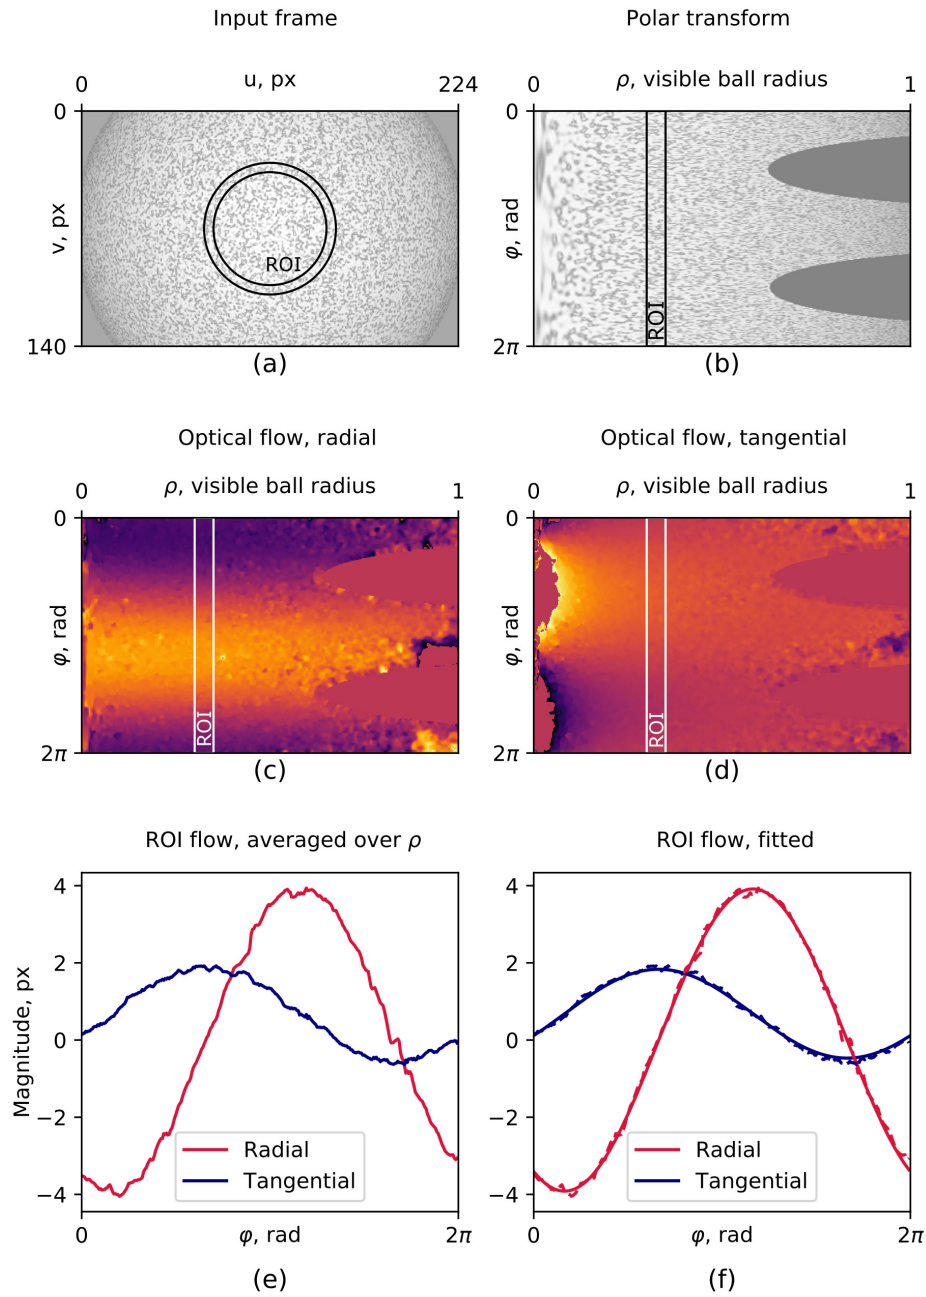 Input frame
0 u, px 224
0
v, px
ROI
140
(a)
Polar transform
0 ρ, visible ball radius 1
0
φ, rad
ROI
2π
(b)
Optical flow, radial
0 ρ, visible ball radius 1
0
φ, rad
ROI
2π
(c)
Optical flow, tangential
0 ρ, visible ball radius 1
0
φ, rad
ROI
2π
(d)
ROI flow, averaged over ρ
Magnitude, px
4
2
0
−2
−4
Radial
Tangential
0 φ, rad 2π
(e)
ROI flow, fitted
4
2
0
−2
−4
Radial
Tangential
0 φ, rad 2π
(f)